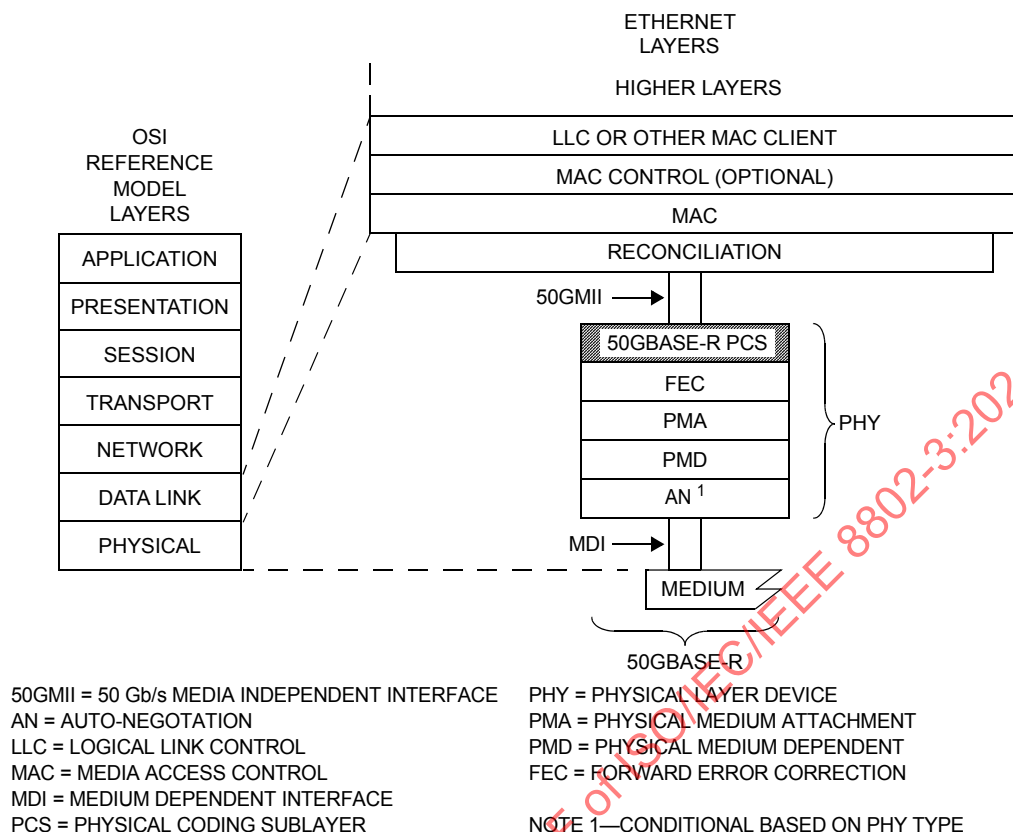 ETHERNET
LAYERS
HIGHER LAYERS
OSI
REFERENCE
MODEL
LAYERS
LLC OR OTHER MAC CLIENT
MAC CONTROL (OPTIONAL)
MAC
RECONCILIATION
APPLICATION
PRESENTATION
SESSION
TRANSPORT
NETWORK
DATA LINK
PHYSICAL
50GMII
50GBASE-R PCS
FEC
PMA
PMD
AN 1
PHY
MDI
MEDIUM
50GBASE-R
50GMII = 50 Gb/s MEDIA INDEPENDENT INTERFACE
AN = AUTO-NEGOTATION
LLC = LOGICAL LINK CONTROL
MAC = MEDIA ACCESS CONTROL
MDI = MEDIUM DEPENDENT INTERFACE
PCS = PHYSICAL CODING SUBLAYER
PHY = PHYSICAL LAYER DEVICE
PMA = PHYSICAL MEDIUM ATTACHMENT
PMD = PHYSICAL MEDIUM DEPENDENT
FEC = FORWARD ERROR CORRECTION
NOTE 1—CONDITIONAL BASED ON PHY TYPE
of ISO/IEC/IEEE 8802-3:202